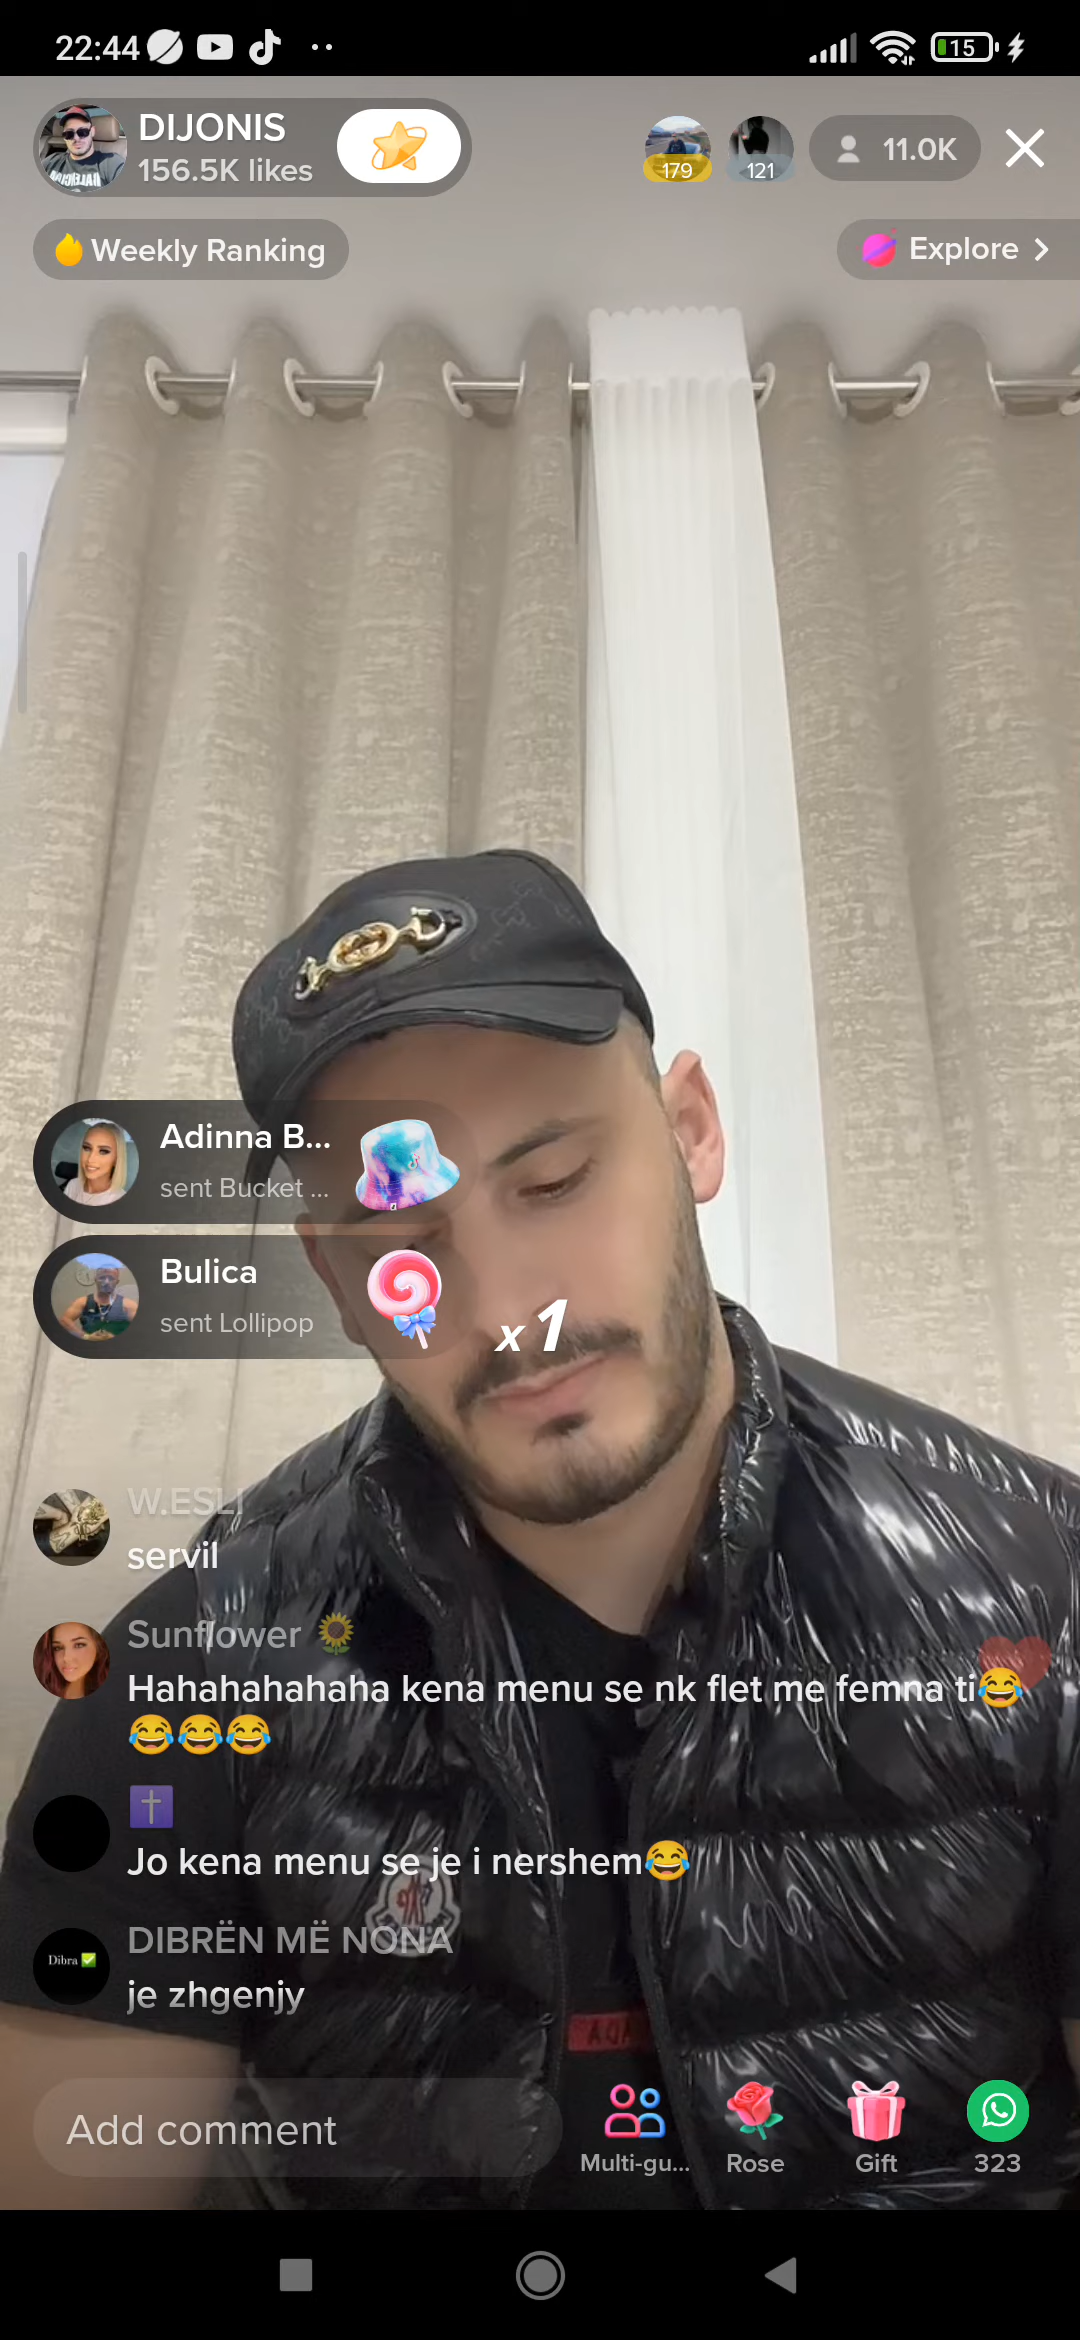 22:44
15
DIJONIS
156.5K likes
179
121
11.0K
Weekly Ranking
Explore
Adinna B...
sent Bucket ...
Bulica
sent Lollipop
x 1
W.ESLI
servil
Sunflower 🌻
Hahahahahaha kena menu se nk flet me femna ti😂
😂😂😂
✝️
Jo kena menu se je i nershem😂
DIBRËN MË NONA
Dibra ✅
je zhgenjy
Add comment
Multi-gu...
Rose
Gift
323